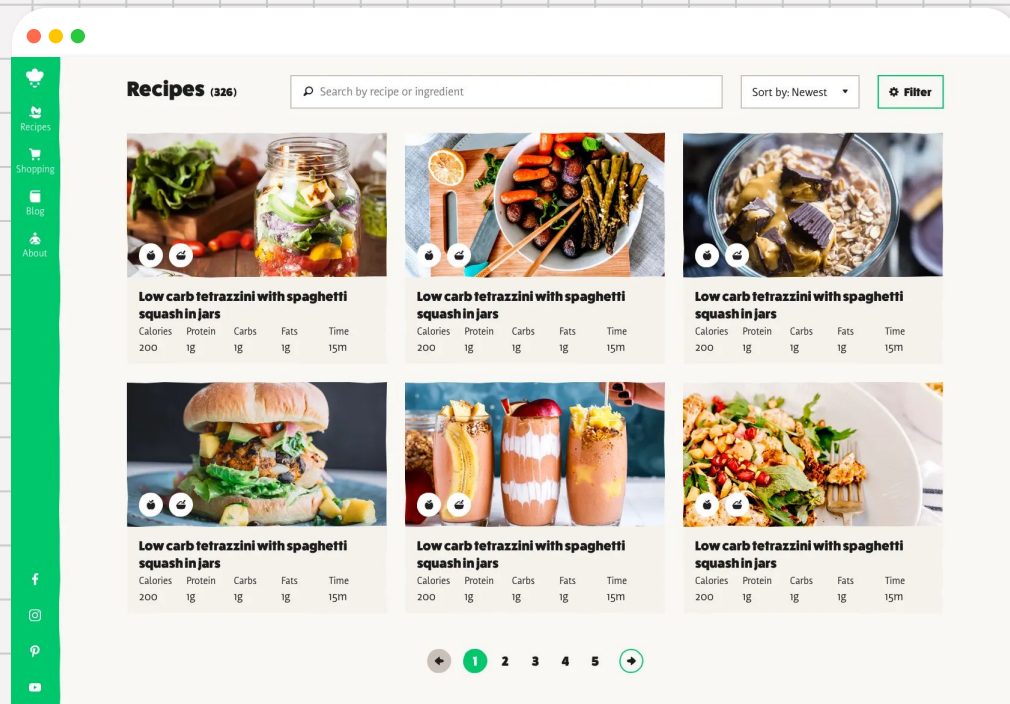 Recipes (326)
Search by recipe or ingredient
Sort by: Newest
Filter
Recipes
Shopping
Blog
About
Low carb tetrazzini with spaghetti
squash in jars
Calories Protein Carbs Fats Time
200 1g 1g 1g 15m
Low carb tetrazzini with spaghetti
squash in jars
Calories Protein Carbs Fats Time
200 1g 1g 1g 15m
Low carb tetrazzini with spaghetti
squash in jars
Calories Protein Carbs Fats Time
200 1g 1g 1g 15m
Low carb tetrazzini with spaghetti
squash in jars
Calories Protein Carbs Fats Time
200 1g 1g 1g 15m
Low carb tetrazzini with spaghetti
squash in jars
Calories Protein Carbs Fats Time
200 1g 1g 1g 15m
Low carb tetrazzini with spaghetti
squash in jars
Calories Protein Carbs Fats Time
200 1g 1g 1g 15m
1 2 3 4 5